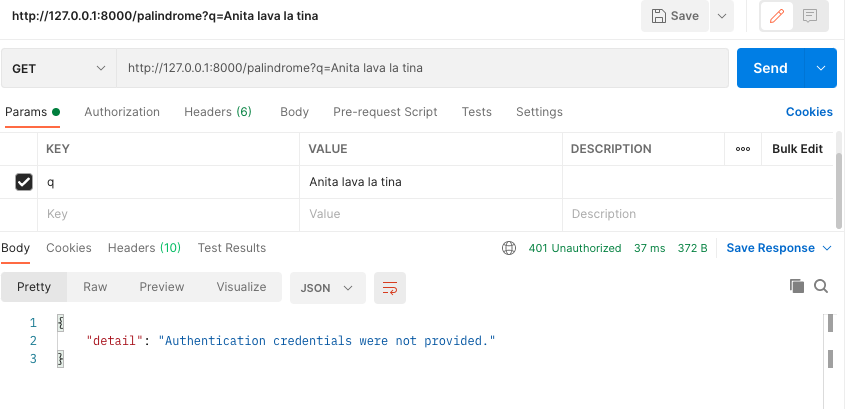 http://127.0.0.1:8000/palindrome?q=Anita lava la tina
Save
GET
http://127.0.0.1:8000/palindrome?q=Anita lava la tina
Send
Params Authorization Headers (6) Body Pre-request Script Tests Settings Cookies
KEY VALUE DESCRIPTION ooo Bulk Edit
q Anita lava la tina
Key Value Description
Body Cookies Headers (10) Test Results 401 Unauthorized 37 ms 372 B Save Response
Pretty Raw Preview Visualize JSON
1 {
2 "detail": "Authentication credentials were not provided."
3 }